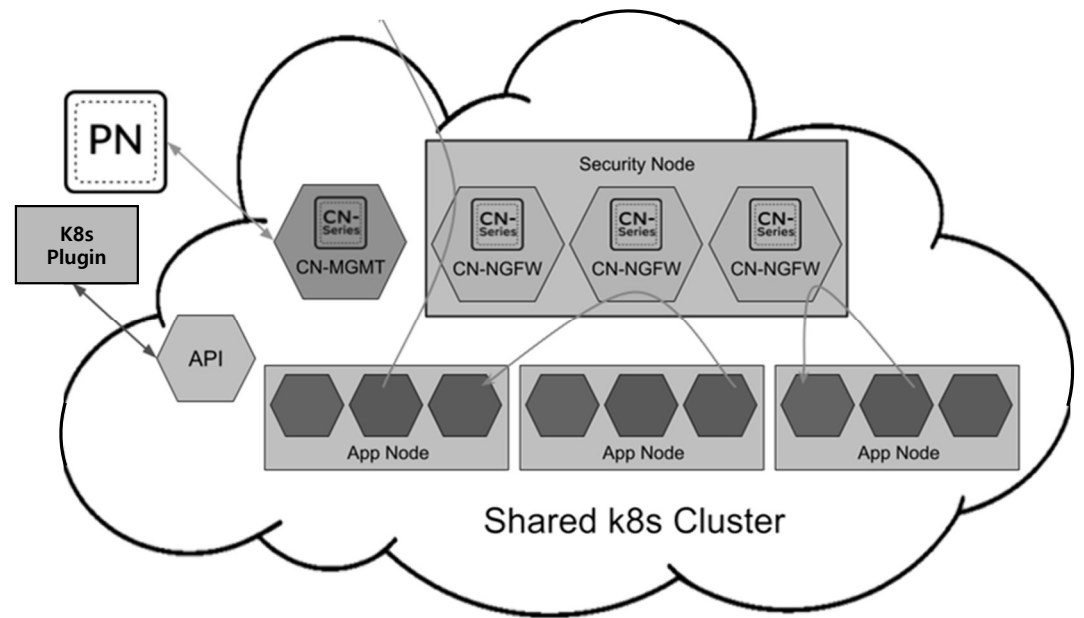 PN
K8s
Plugin
Security Node
CN-
Series
CN-MGMT
CN-
Series
CN-NGFW
CN-
Series
CN-NGFW
CN-
Series
CN-NGFW
API
App Node
App Node
App Node
Shared k8s Cluster